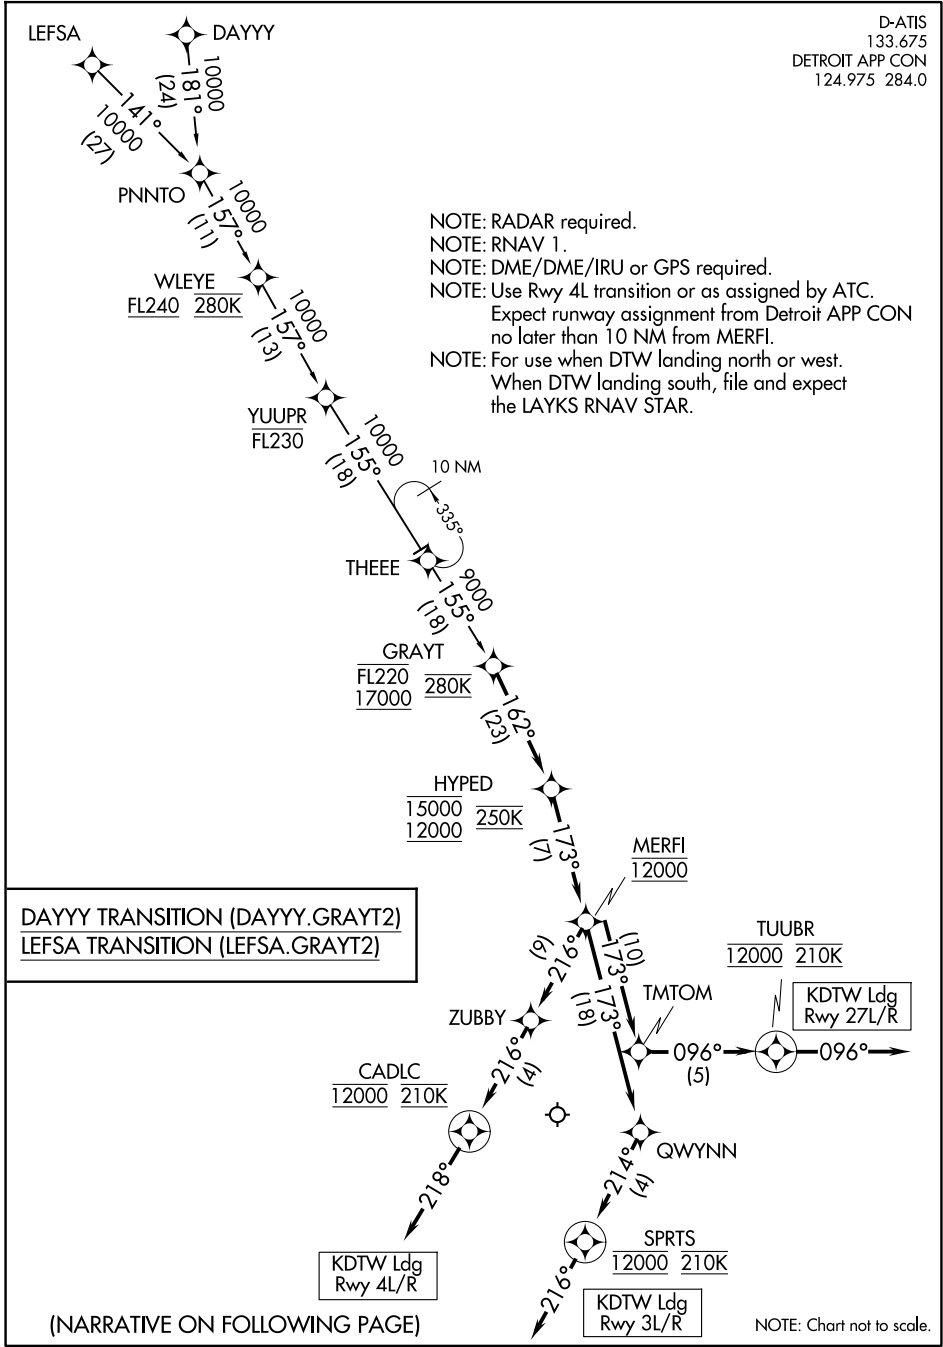 D-ATIS
133.675
DETROIT APP CON
124.975 284.0
LEFSA
DAYYY
10000
181°
(24)
141°
10000
(27)
PNNTO
10000
157°
(11)
NOTE: RADAR required.
NOTE: RNAV 1.
NOTE: DME/DME/IRU or GPS required.
NOTE: Use Rwy 4L transition or as assigned by ATC.
Expect runway assignment from Detroit APP CON
no later than 10 NM from MERFI.
NOTE: For use when DTW landing north or west.
When DTW landing south, file and expect
the LAYKS RNAV STAR.
WLEYE
FL240 280K
10000
157°
(13)
YUUPR
FL230
10000
155°
(18)
10 NM
335°
THEEE
9000
155°
(18)
GRAYT
FL220
17000
280K
162°
(23)
HYPED
15000
12000
250K
173°
(7)
MERFI
12000
DAYYY TRANSITION (DAYYY.GRAYT2)
LEFSA TRANSITION (LEFSA.GRAYT2)
(9)
216°
(10)
173°
173°
(18)
TUUBR
12000 210K
KDTW Ldg
Rwy 27L/R
ZUBBY
TMTOM
096°
(5)
096°
216°
(4)
CADLC
12000 210K
QWYNN
218°
214°
(4)
SPRTS
12000 210K
KDTW Ldg
Rwy 4L/R
216°
KDTW Ldg
Rwy 3L/R
(NARRATIVE ON FOLLOWING PAGE)
NOTE: Chart not to scale.